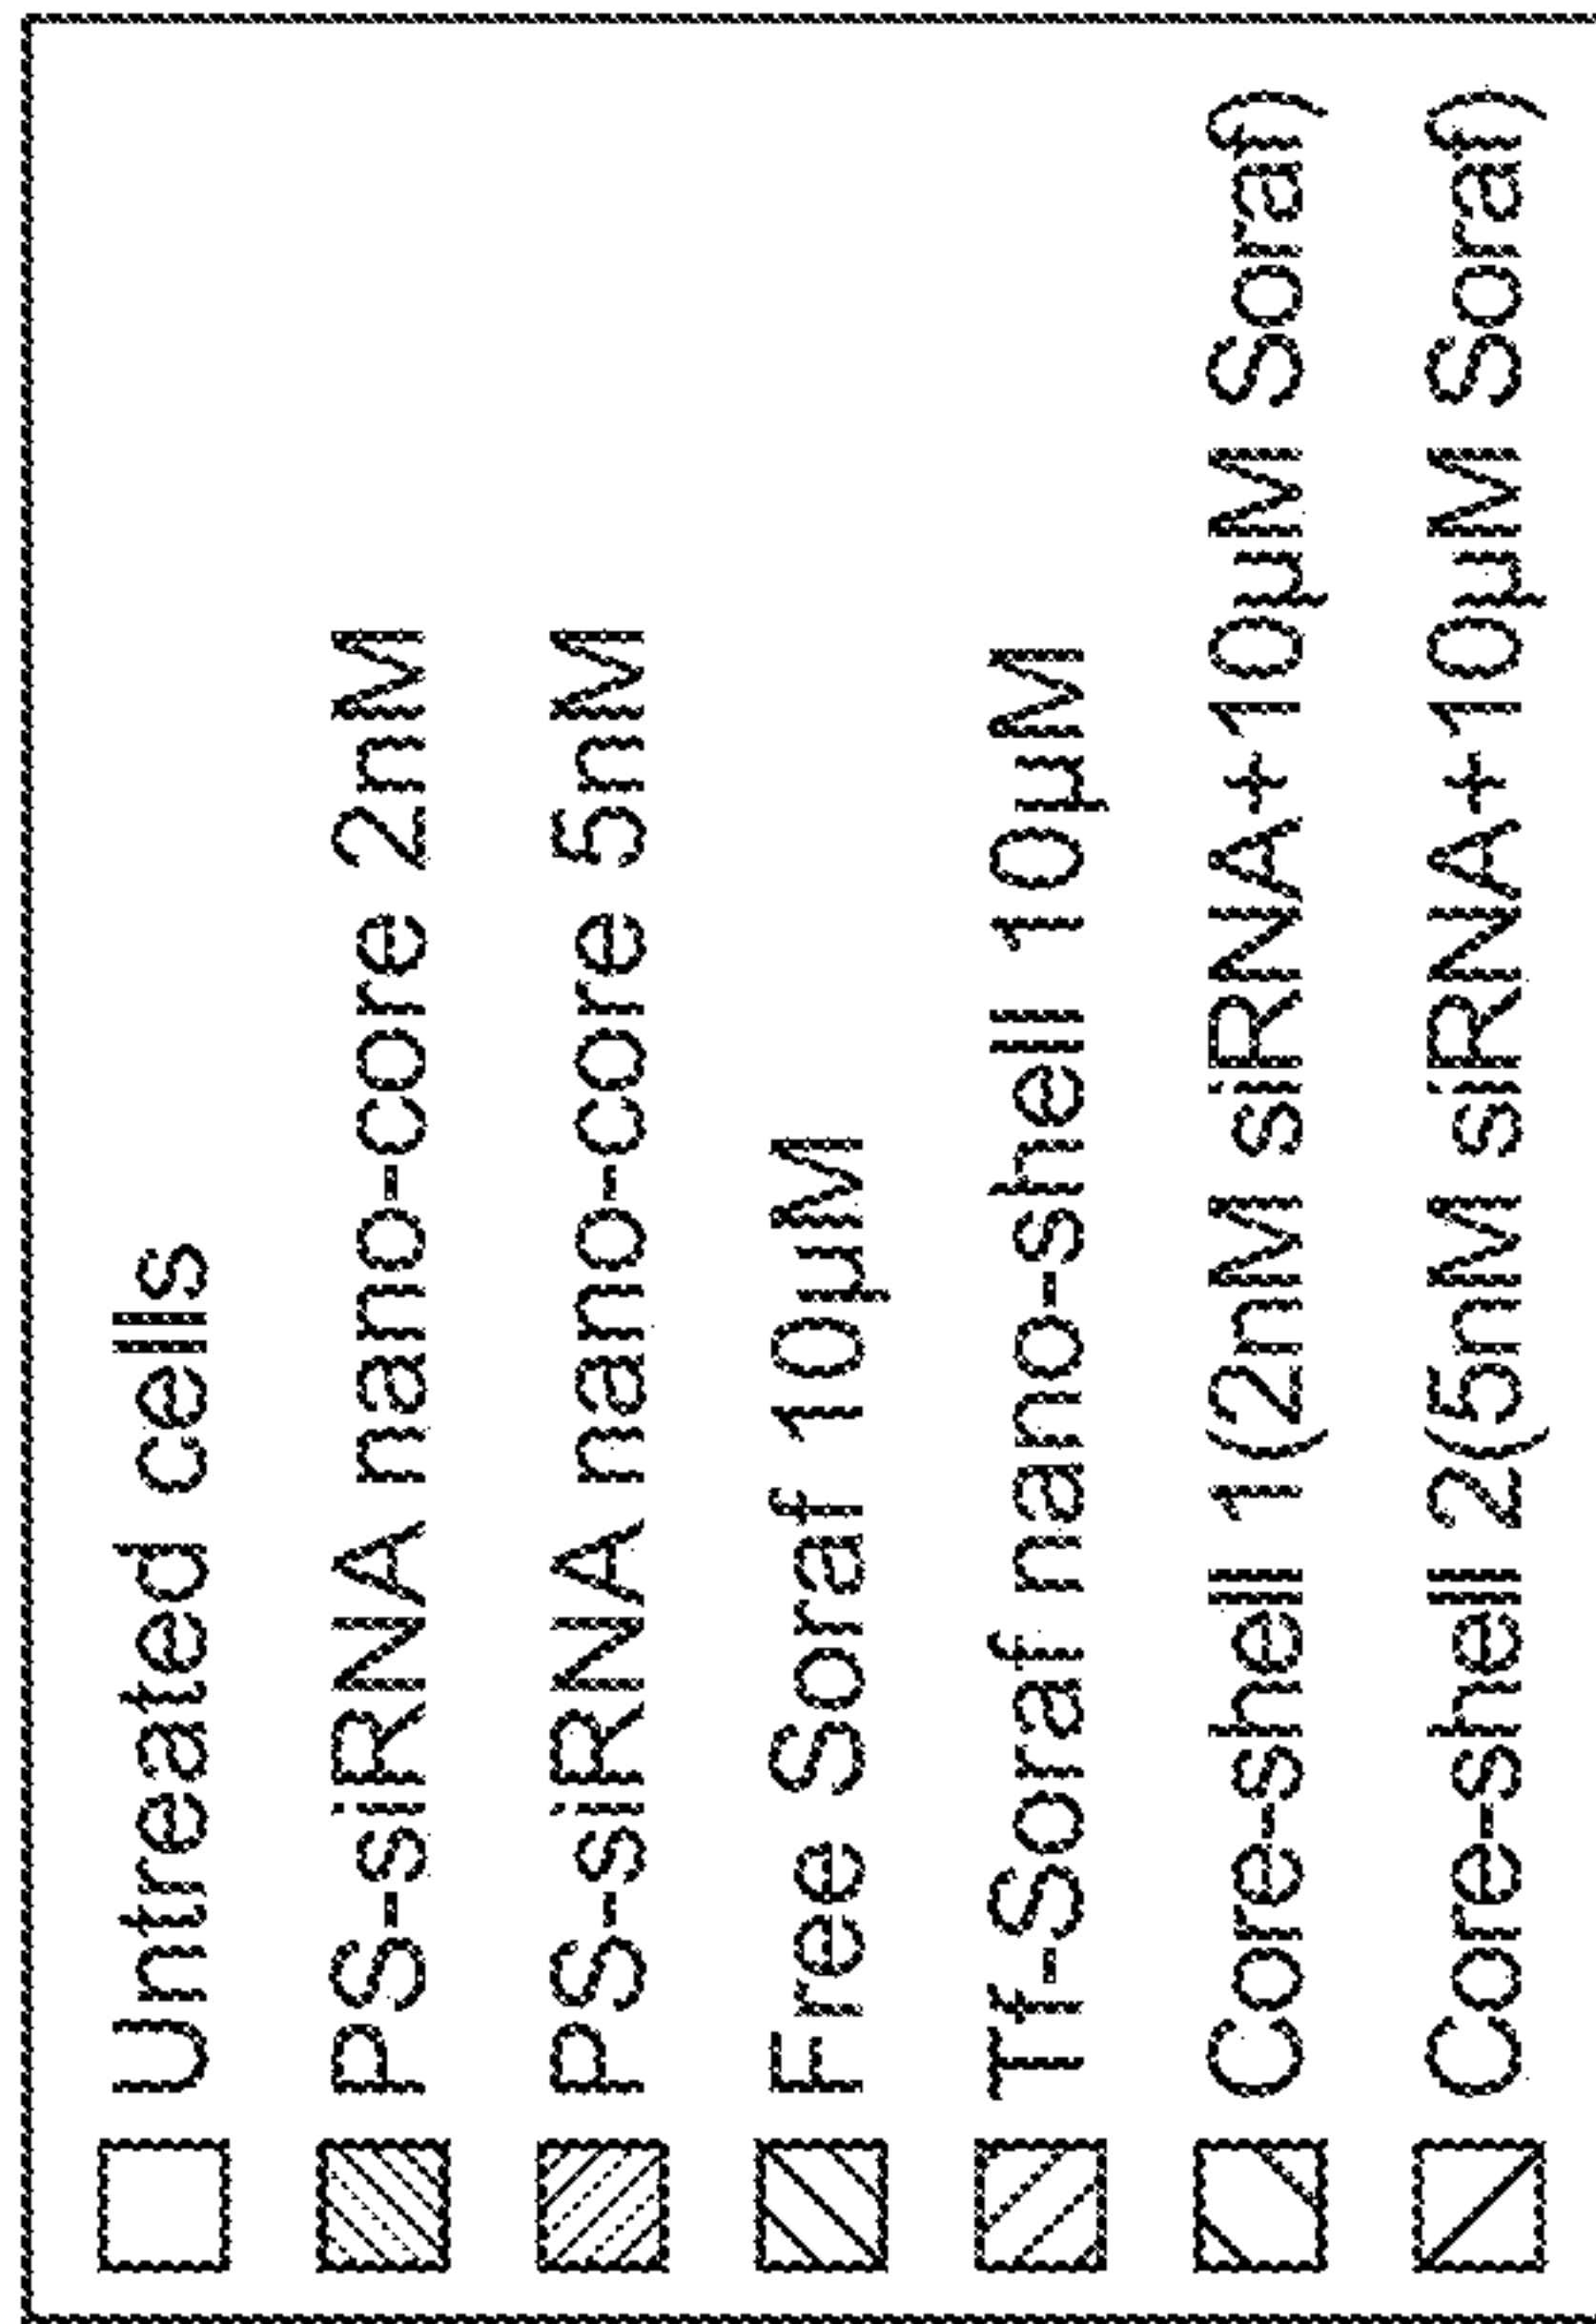 Untreated cells
PS-siRNA nano-core 2nM
PS-siRNA nano-core 5nM
Free Soraf 10µM
Tf-Soraf nano-shell 10µM
Core-shell 1(2nM siRNA+10µM Soraf)
Core-shell 2(5nM siRNA+10µM Soraf)